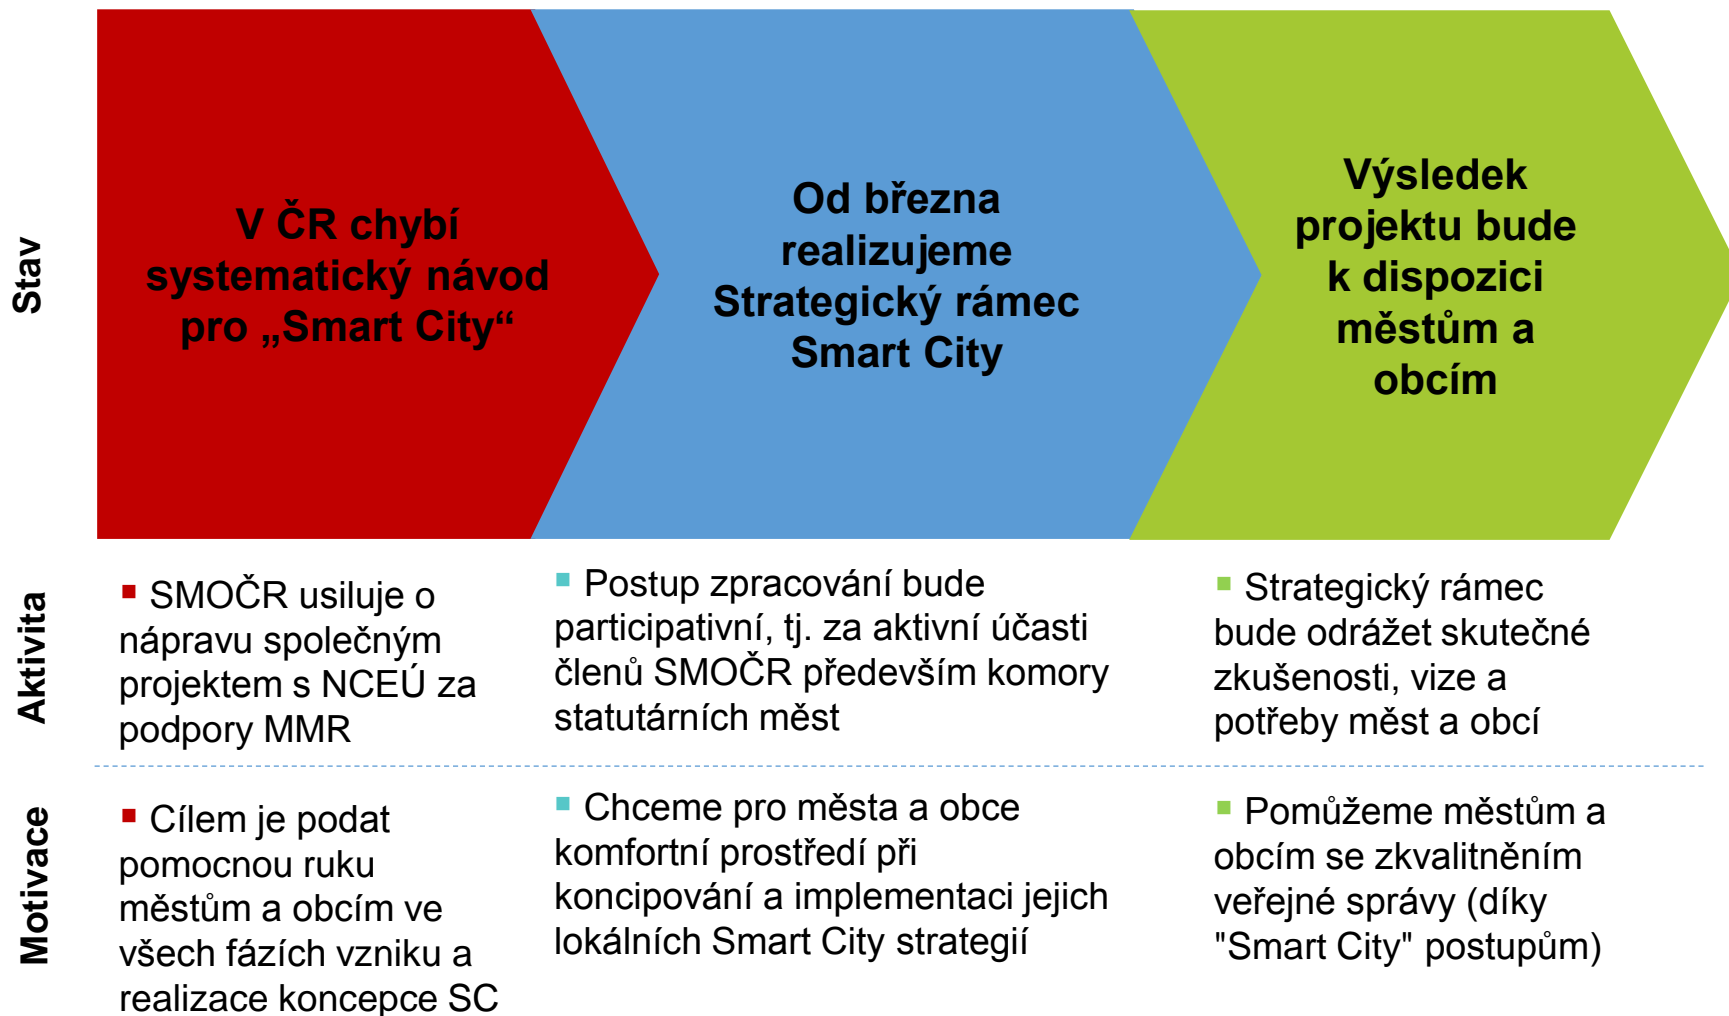 Stav
V ČR chybí
systematický návod
pro „Smart City“
Od března
realizujeme
Strategický rámec
Smart City
Výsledek
projektu bude
k dispozici
městům a
obcím
Aktivita
▪ SMOČR usiluje o
nápravu společným
projektem s NCEÚ za
podpory MMR
▪ Postup zpracování bude
participativní, tj. za aktivní účasti
členů SMOČR především komory
statutárních měst
▪ Strategický rámec
bude odrážet skutečné
zkušenosti, vize a
potřeby měst a obcí
Motivace
▪ Cílem je podat
pomocnou ruku
městům a obcím ve
všech fázích vzniku a
realizace koncepce SC
▪ Chceme pro města a obce
komfortní prostředí při
koncipování a implementaci jejich
lokálních Smart City strategií
▪ Pomůžeme městům a
obcím se zkvalitněním
veřejné správy (díky
"Smart City" postupům)